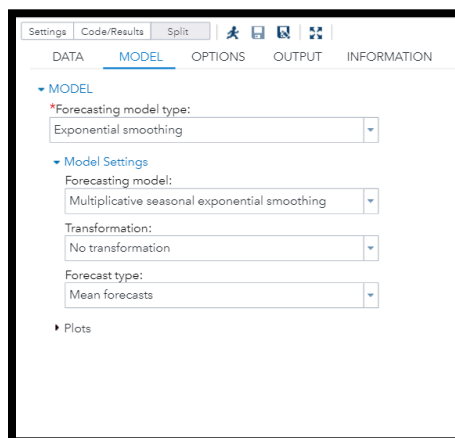 Settings Code/Results Split
DATA MODEL OPTIONS OUTPUT INFORMATION
MODEL
*Forecasting model type:
Exponential smoothing
Model Settings
Forecasting model:
Multiplicative seasonal exponential smoothing
Transformation:
No transformation
Forecast type:
Mean forecasts
Plots